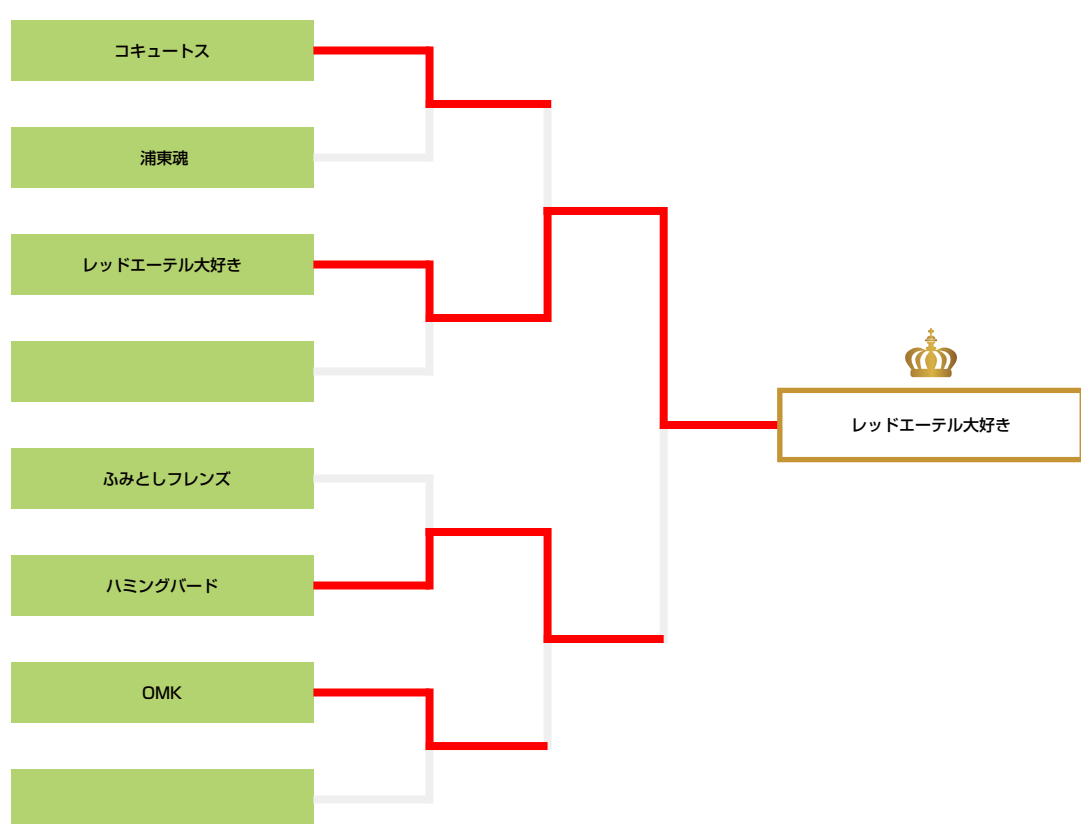 コキュートス
浦東魂
レッドエーテル大好き
ふみとしフレンズ
ハミングバード
OMK
レッドエーテル大好き